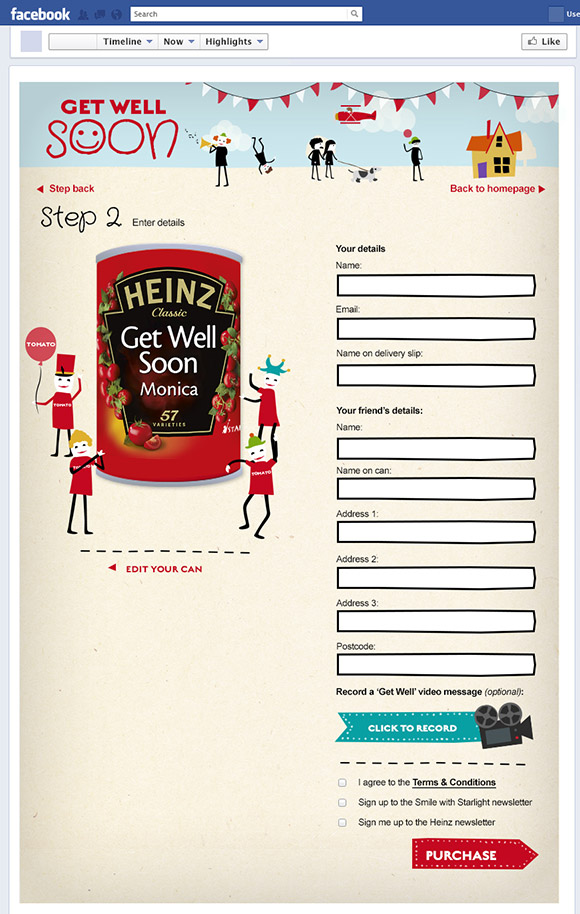 facebook
Search
Use
Timeline
Now
Highlights
Like
GET WELL
SOON
Step back
Back to homepage
Step 2
Enter details
HEINZ
Classic
Get Well
Soon
Monica
57
VARIETIES
STAR
TOMATO
TOMATO
TOMATO
EDIT YOUR CAN
Your details
Name:
Email:
Name on delivery slip:
Your friend's details:
Name:
Name on can:
Address 1:
Address 2:
Address 3:
Postcode:
Record a 'Get Well' video message (optional):
CLICK TO RECORD
I agree to the Terms & Conditions
Sign up to the Smile with Starlight newsletter
Sign me up to the Heinz newsletter
PURCHASE